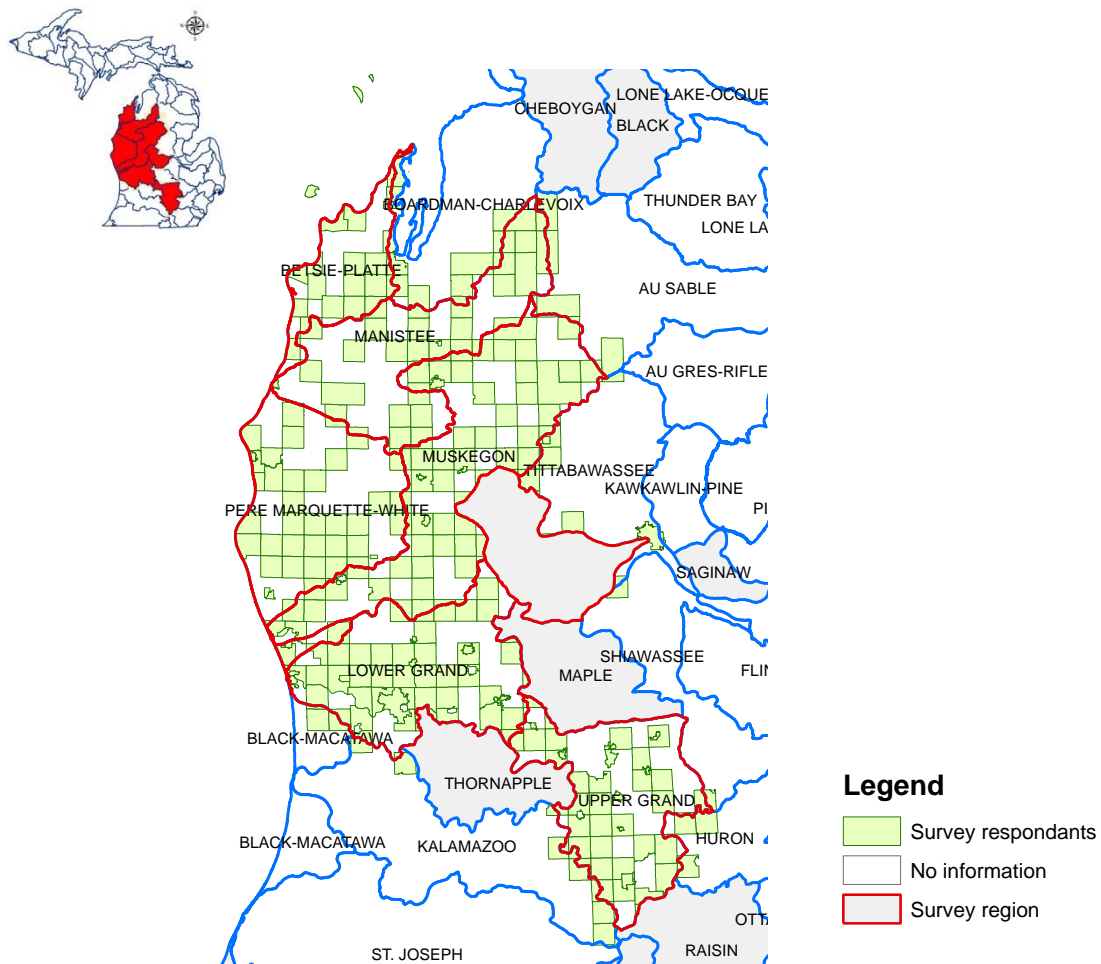 LONE LAKE-OCQUE
CHEBOYGAN
BLACK
THUNDER BAY
BOARDMAN-CHARLEVOIX
LONE LA
BETSIE-PLATTE
AU SABLE
MANISTEE
AU GRES-RIFLE
MUSKEGON
TITTABAWASSEE
KAWKAWLIN-PINE
PERE MARQUETTE-WHITE
PI
SAGINAW
SHIAWASSEE
LOWER GRAND
MAPLE
FLIN
BLACK-MACATAWA
THORNAPPLE
Legend
UPPER GRAND
Survey respondants
HURON
BLACK-MACATAWA
KALAMAZOO
No information
Survey region
OTTA
RAISIN
ST. JOSEPH